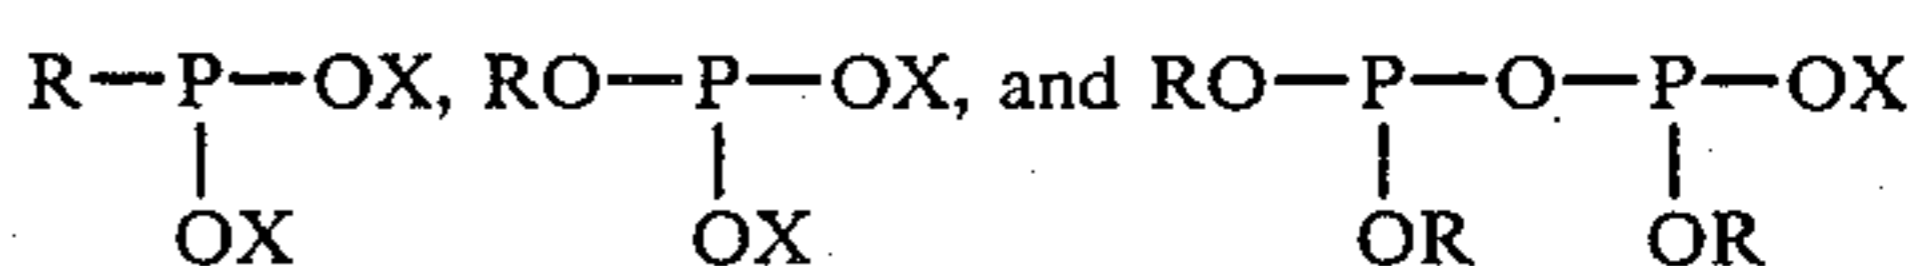 R—P—OX, RO—P—OX, and RO—P—O—P—OX
OX OX OR OR